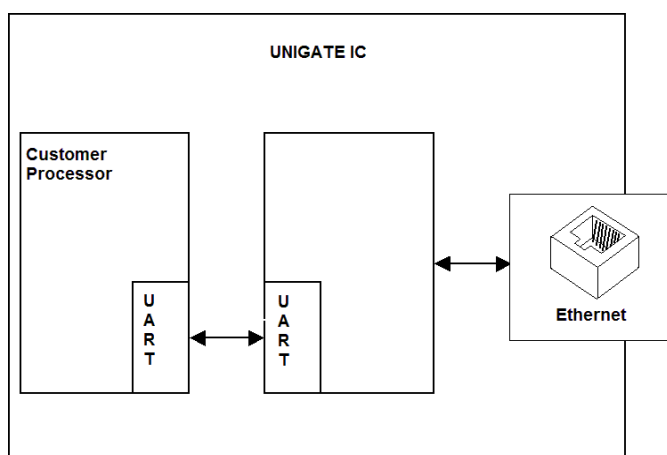 UNIGATE IC
Customer
Processor
U
A
R
T
U
A
R
T
Ethernet